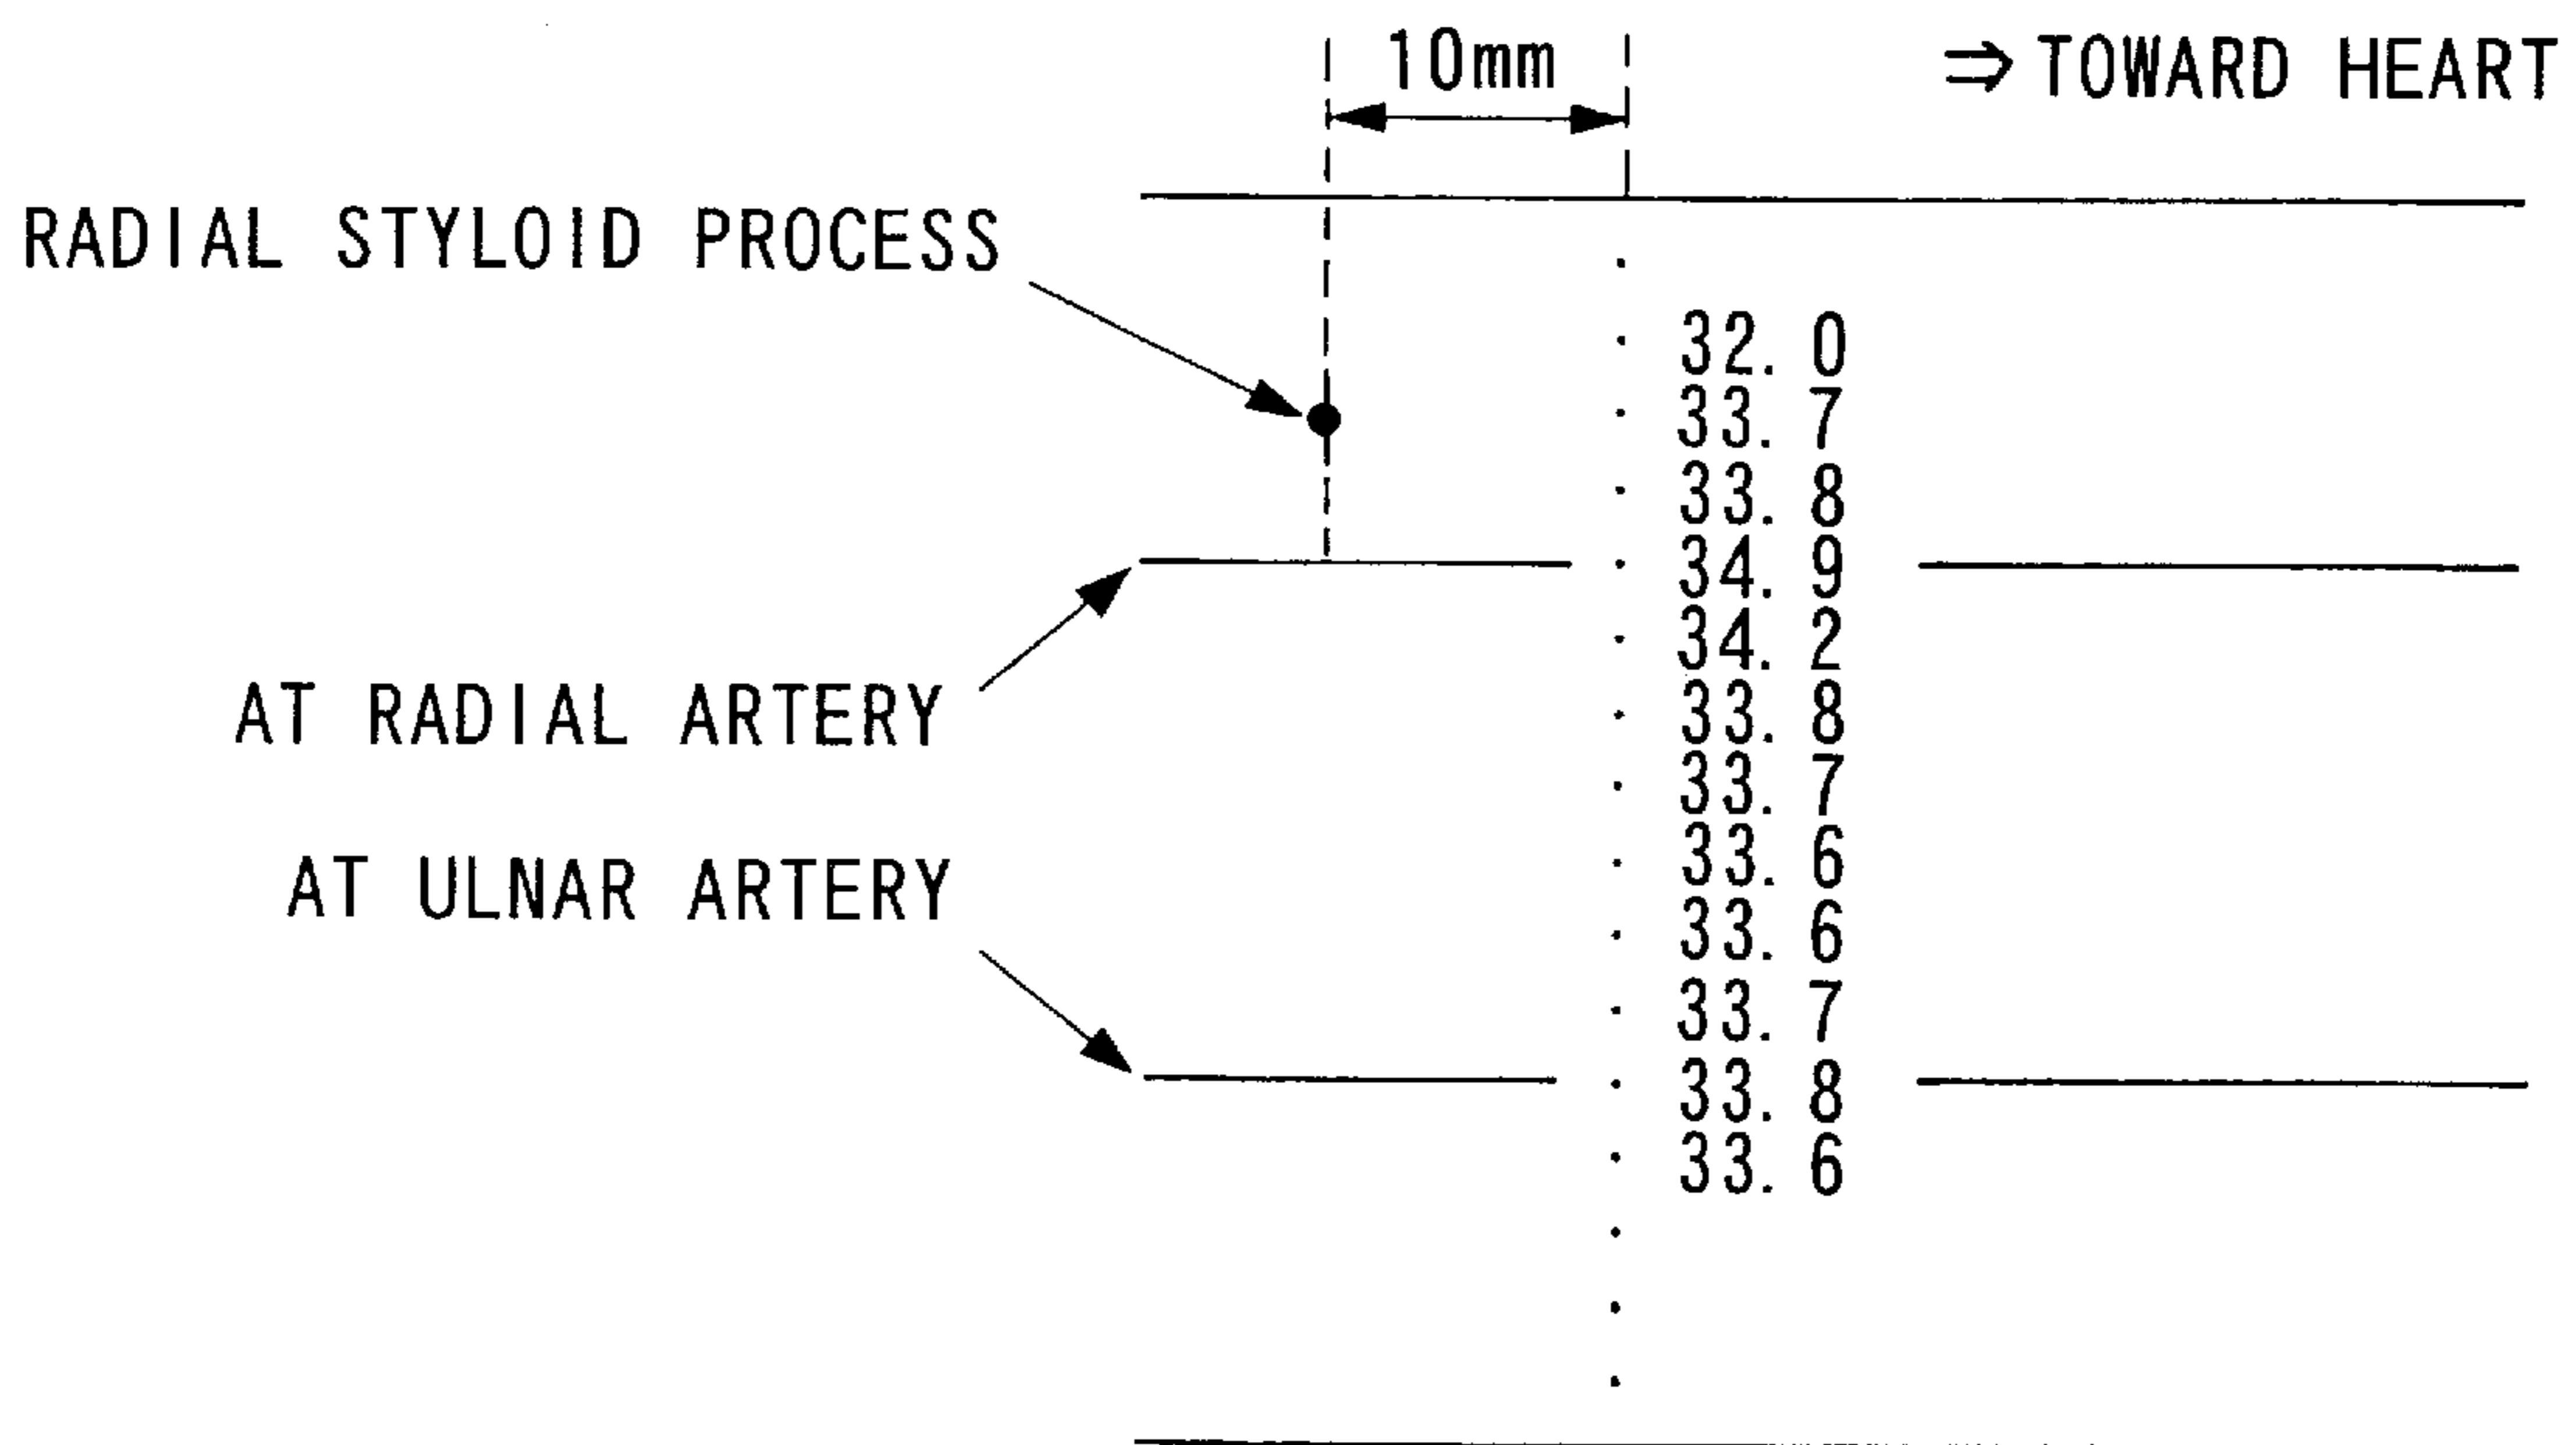 10mm
⇒ TOWARD HEART
RADIAL STYLOID PROCESS
32.0
33.7
33.8
34.9
34.2
AT RADIAL ARTERY
33.8
33.7
AT ULNAR ARTERY
33.6
33.6
33.7
33.8
33.6